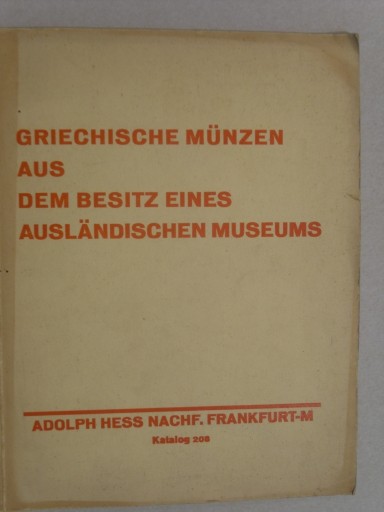 GRIECHISCHE MÜNZEN
AUS
DEM BESITZ EINES
AUSLÄNDISCHEN MUSEUMS
ADOLPH HESS NACHF. FRANKFURT-M
Katalog 208